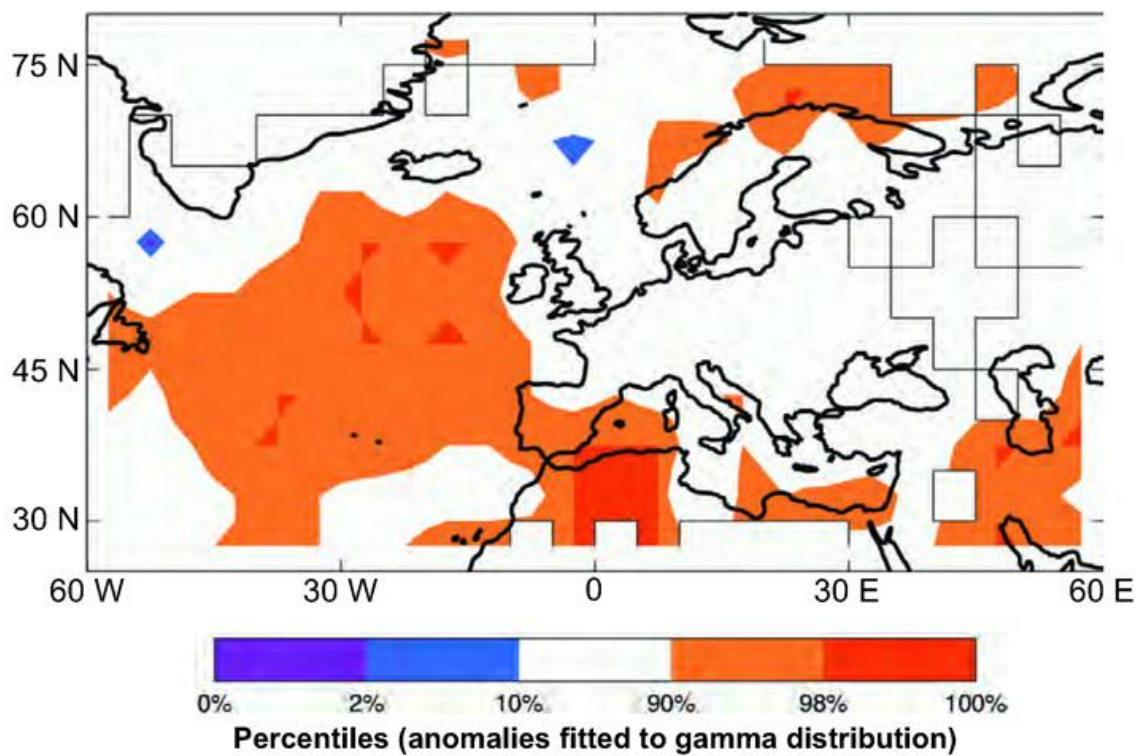 75 N
60 N
45 N
30 N
60 W 30 W 0 30 E 60 E
0% 2% 10% 90% 98% 100%
Percentiles (anomalies fitted to gamma distribution)